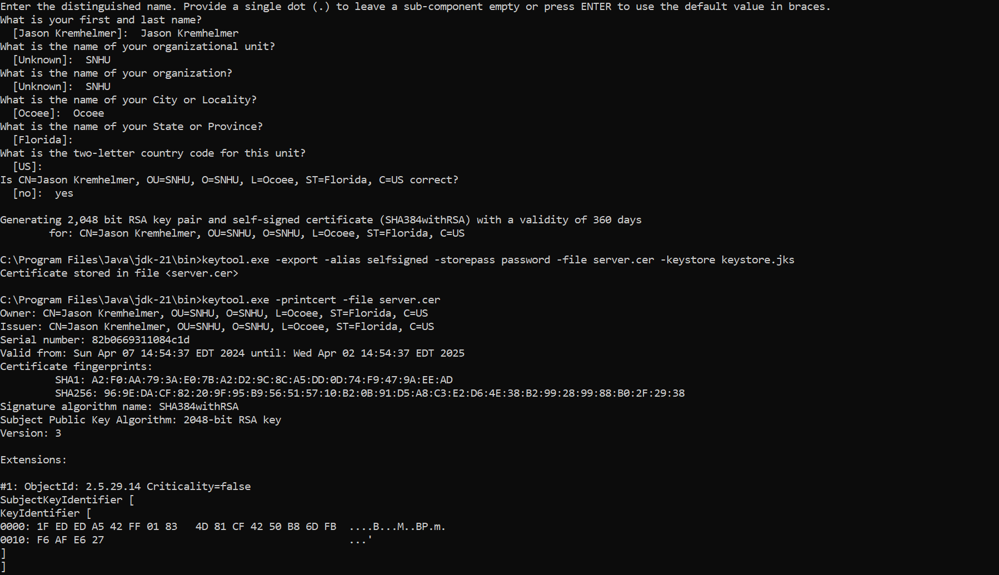 Enter the distinguished name. Provide a single dot (.) to leave a sub-component empty or press ENTER to use the default value in braces.
What is your first and last name?
  [Jason Kremhelmer]:  Jason Kremhelmer
What is the name of your organizational unit?
  [Unknown]:  SNHU
What is the name of your organization?
  [Unknown]:  SNHU
What is the name of your City or Locality?
  [Ocoee]:  Ocoee
What is the name of your State or Province?
  [Florida]:
What is the two-letter country code for this unit?
  [US]:
Is CN=Jason Kremhelmer, OU=SNHU, O=SNHU, L=Ocoee, ST=Florida, C=US correct?
  [no]:  yes

Generating 2,048 bit RSA key pair and self-signed certificate (SHA384withRSA) with a validity of 360 days
        for: CN=Jason Kremhelmer, OU=SNHU, O=SNHU, L=Ocoee, ST=Florida, C=US

C:\Program Files\Java\jdk-21\bin>keytool.exe -export -alias selfsigned -storepass password -file server.cer -keystore keystore.jks
Certificate stored in file <server.cer>

C:\Program Files\Java\jdk-21\bin>keytool.exe -printcert -file server.cer
Owner: CN=Jason Kremhelmer, OU=SNHU, O=SNHU, L=Ocoee, ST=Florida, C=US
Issuer: CN=Jason Kremhelmer, OU=SNHU, O=SNHU, L=Ocoee, ST=Florida, C=US
Serial number: 82b0669311084c1d
Valid from: Sun Apr 07 14:54:37 EDT 2024 until: Wed Apr 02 14:54:37 EDT 2025
Certificate fingerprints:
         SHA1: A2:F0:AA:79:3A:E0:7B:A2:D2:9C:8C:A5:DD:0D:74:F9:47:9A:EE:AD
         SHA256: 96:9E:DA:CF:82:20:9F:95:B9:56:51:57:10:B2:0B:91:D5:A8:C3:E2:D6:4E:38:B2:99:28:99:88:B0:2F:29:38
Signature algorithm name: SHA384withRSA
Subject Public Key Algorithm: 2048-bit RSA key
Version: 3

Extensions:

#1: ObjectId: 2.5.29.14 Criticality=false
SubjectKeyIdentifier [
KeyIdentifier [
0000: 1F ED ED A5 42 FF 01 83   4D 81 CF 42 50 B8 6D FB  ....B...M..BP.m.
0010: F6 AF E6 27                                        ...'
]
]